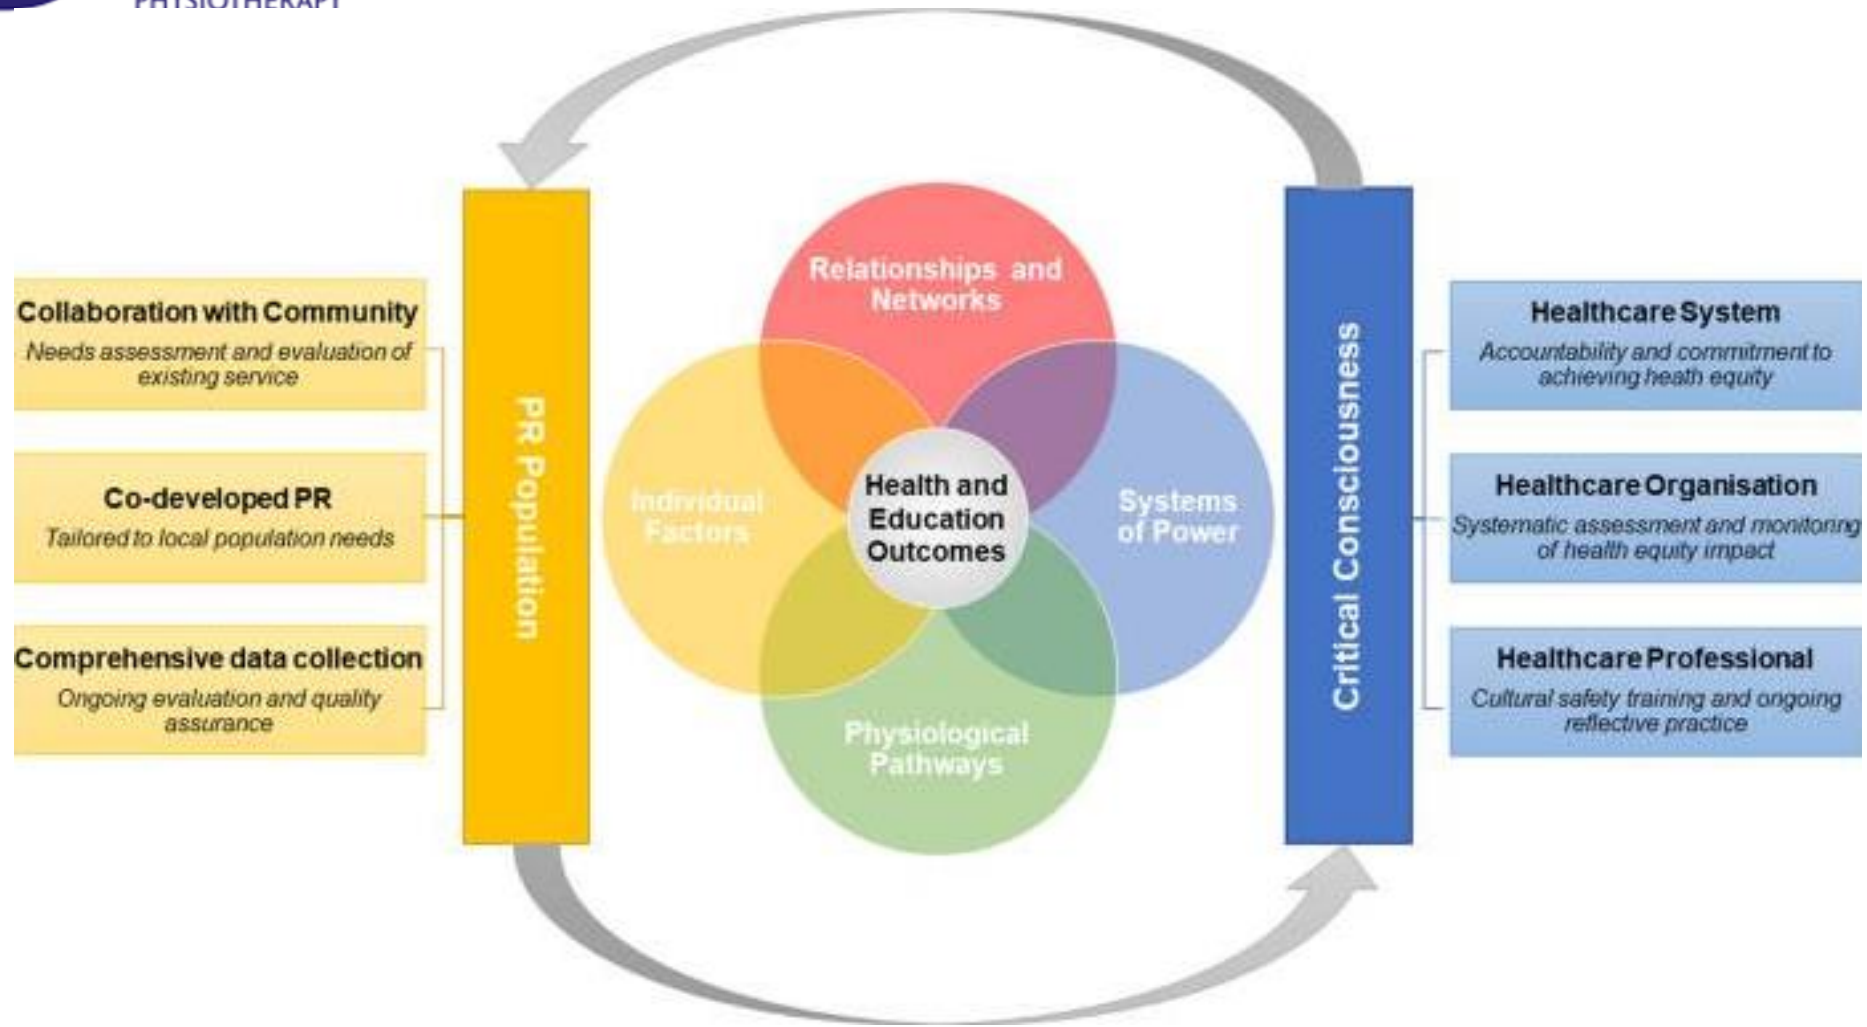 PHYSIOTHERAPY
Collaboration with Community
Needs assessment and evaluation of
existing service
Co-developed PR
Tailored to local population needs
Comprehensive data collection
Ongoing evaluation and quality
assurance
PR Population
Relationships and
Networks
Individual
Factors
Health and
Education
Outcomes
Systems
of Power
Physiological
Pathways
Critical Consciousness
Healthcare System
Accountability and commitment to
achieving heath equity
Healthcare Organisation
Systematic assessment and monitoring
of health equity impact
Healthcare Professional
Cultural safety training and ongoing
reflective practice